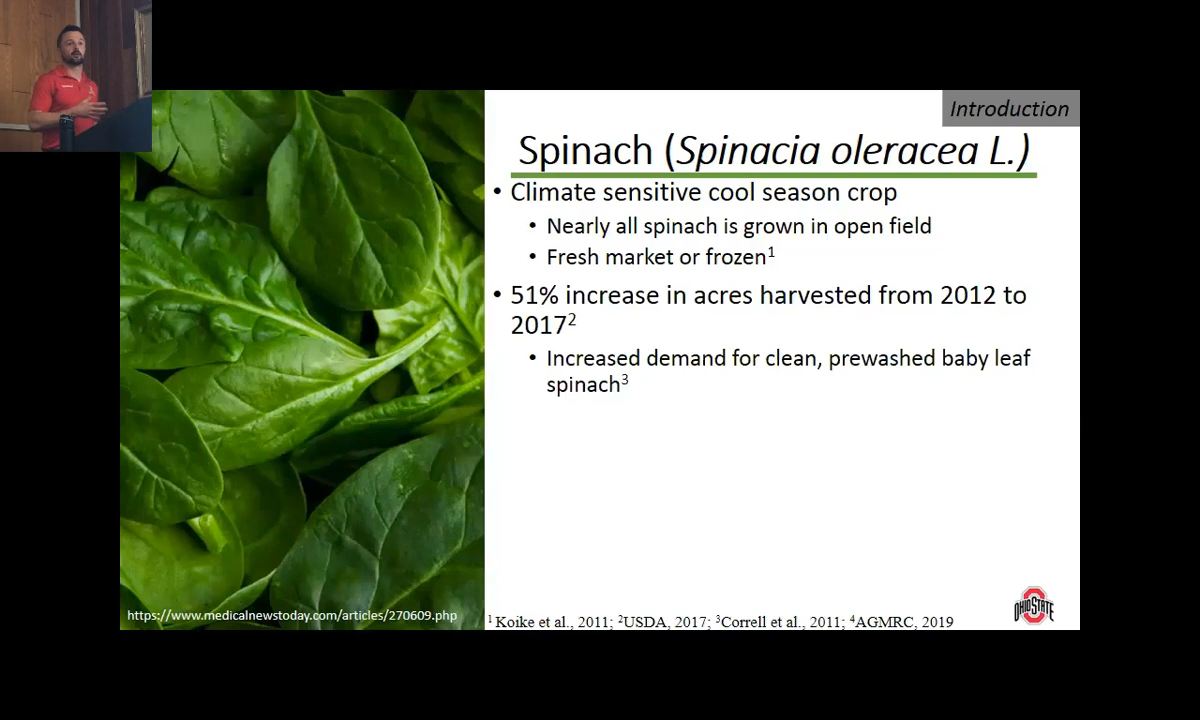 Introduction
Spinach (Spinacia oleracea L.)
• Climate sensitive cool season crop
• Nearly all spinach is grown in open field
• Fresh market or frozen1
• 51% increase in acres harvested from 2012 to
20172
• Increased demand for clean, prewashed baby leaf
spinach3
https://www.medicalnewstoday.com/articles/270609.php
1 Koike et al., 2011; 2USDA, 2017; 3Correll et al., 2011; 4AGMRC, 2019
OHIO STATE